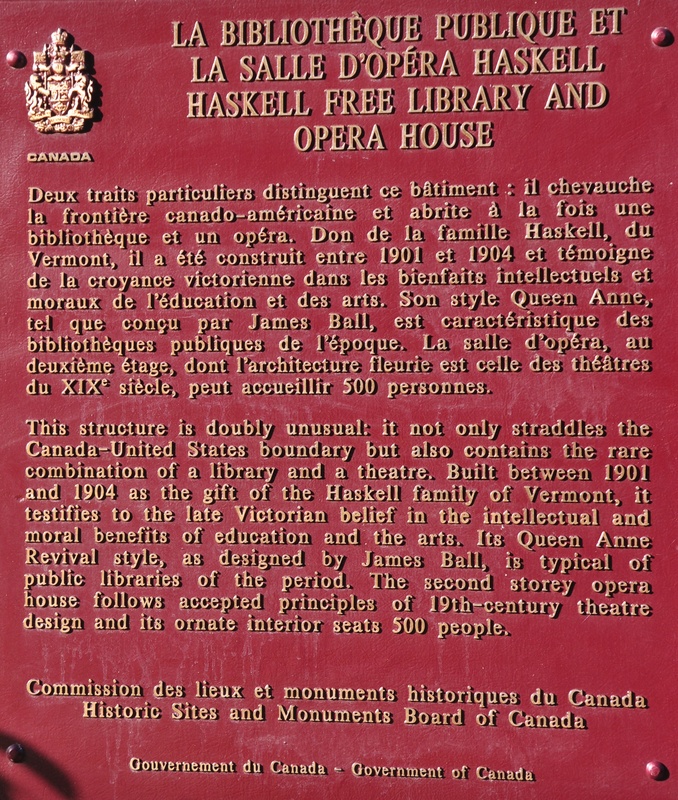 LA BIBLIOTHÈQUE PUBLIQUE ET
LA SALLE D'OPÉRA HASKELL
HASKELL FREE LIBRARY AND
OPERA HOUSE
CANADA
Deux traits particuliers distinguent ce bâtiment : il chevauche
la frontière canado-américaine et abrite à la fois une
bibliothèque et un opéra. Don de la famille Haskell, du
Vermont, il a été construit entre 1901 et 1904 et témoigne
de la croyance victorienne dans les bienfaits intellectuels et
moraux de l'éducation et des arts. Son style Queen Anne,
tel que conçu par James Ball, est caractéristique des
bibliothèques publiques de l'époque. La salle d'opéra, au
deuxième étage, dont l'architecture fleurie est celle des théâtres
du XIXᵉ siècle, peut accueillir 500 personnes.
This structure is doubly unusual: it not only straddles the
Canada-United States boundary but also contains the rare
combination of a library and a theatre. Built between 1901
and 1904 as the gift of the Haskell family of Vermont, it
testifies to the late Victorian belief in the intellectual and
moral benefits of education and the arts. Its Queen Anne
Revival style, as designed by James Ball, is typical of
public libraries of the period. The second storey opera
house follows accepted principles of 19th-century theatre
design and its ornate interior seats 500 people.
Commission des lieux et monuments historiques du Canada
Historic Sites and Monuments Board of Canada
Gouvernement du Canada - Government of Canada